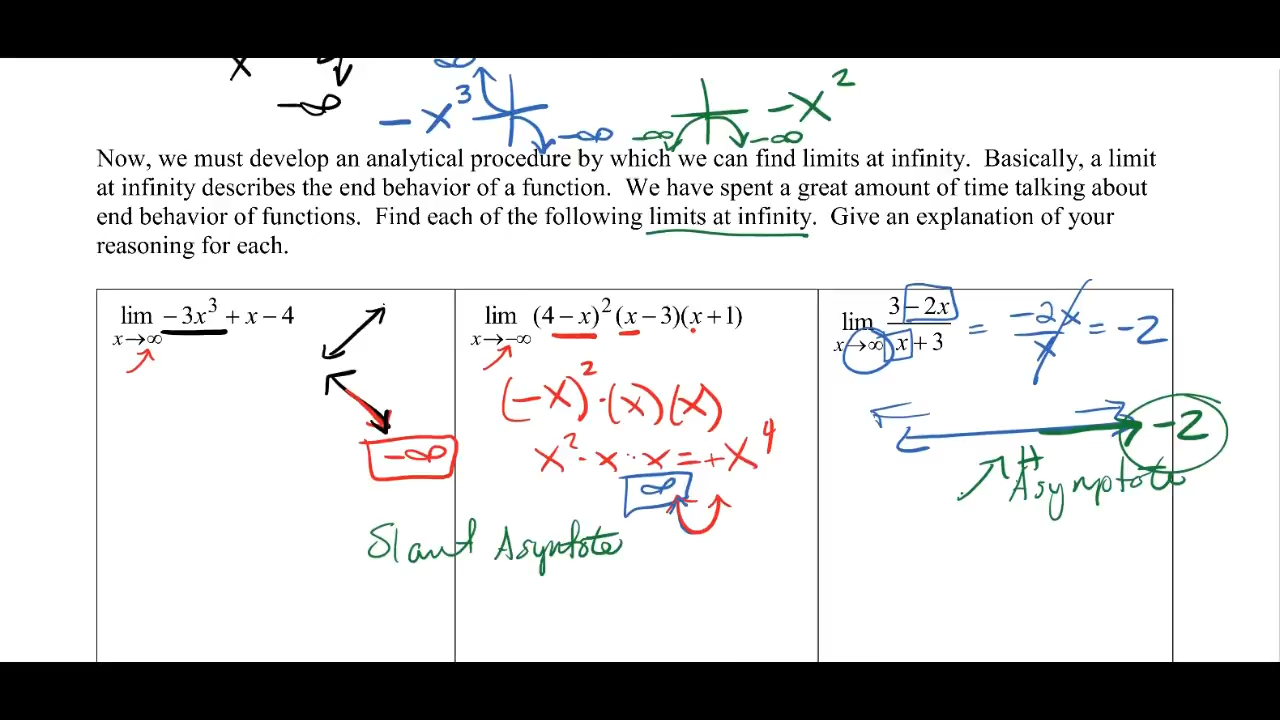 x
-∞
∞
-x³
-∞
-∞
-∞
-x²
Now, we must develop an analytical procedure by which we can find limits at infinity. Basically, a limit
at infinity describes the end behavior of a function. We have spent a great amount of time talking about
end behavior of functions. Find each of the following limits at infinity. Give an explanation of your
reasoning for each.
lim -3x³ + x - 4
x→∞
-∞
lim (4 - x)²(x - 3)(x + 1)
x→-∞
(-x)² · (x)(x)
x² · x · x = +x⁴
∞
Slant Asymtote
3 - 2x
lim
x→∞ x + 3
= -2x/x = -2
-2
H
Asymptote